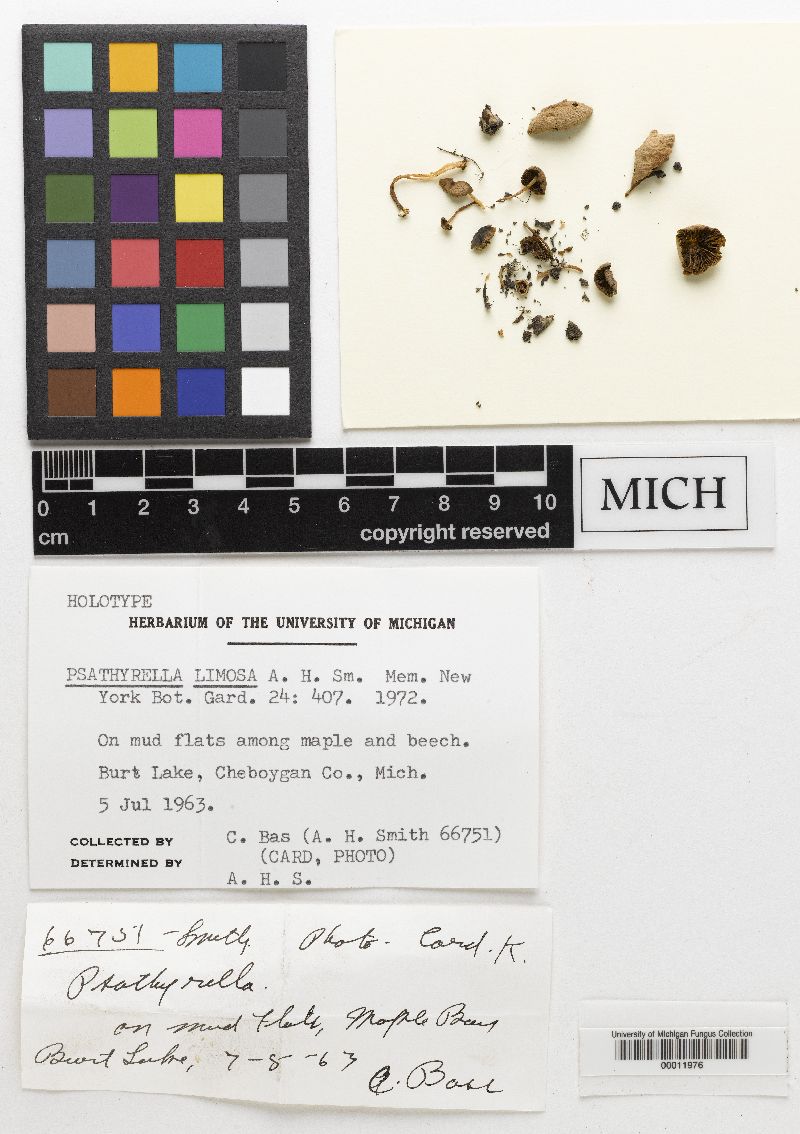 0 1 2 3 4 5 6 7 8 9 10
cm copyright reserved
MICH
HOLOTYPE
HERBARIUM OF THE UNIVERSITY OF MICHIGAN
PSATHYRELLA LIMOSA A. H. Sm. Mem. New
York Bot. Gard. 24: 407. 1972.
On mud flats among maple and beech.
Burt Lake, Cheboygan Co., Mich.
5 Jul 1963.
COLLECTED BY C. Bas (A. H. Smith 66751)
(CARD, PHOTO)
DETERMINED BY A. H. S.
66751 - Smith Photo - Card. K.
Psathyrella.
on mud flats, Maple Bay
Burt Lake, 7-5-63
C. Bas
University of Michigan Fungus Collection
00011976